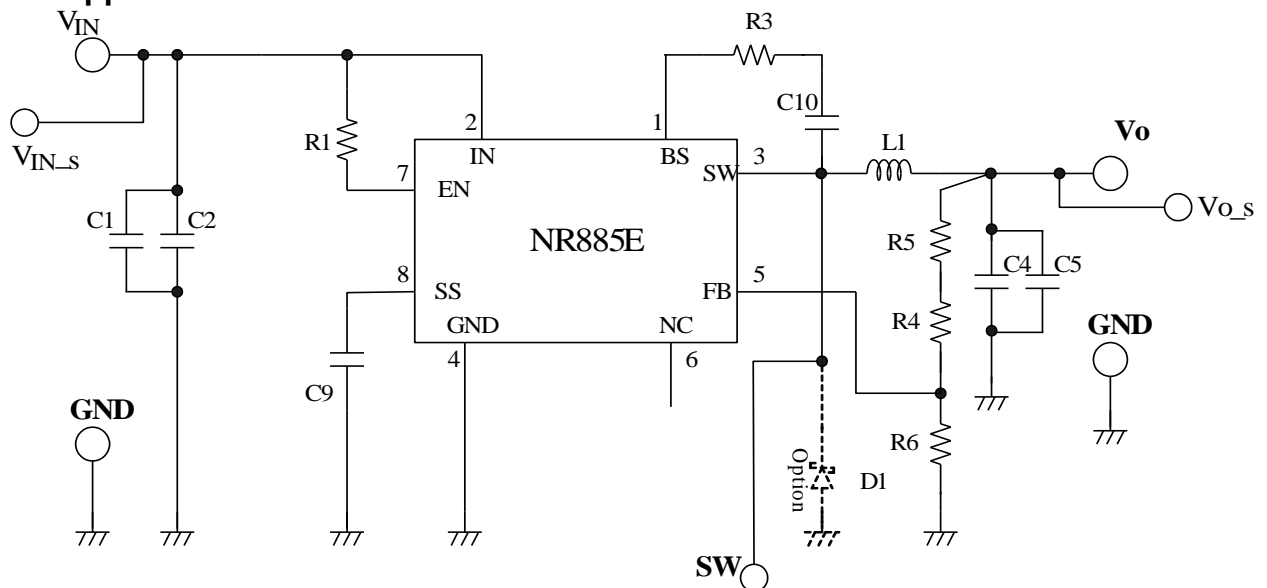 VIN
VIN_S
R3
C10
R1
2
1
L1
Vo
IN
BS
SW
3
7
EN
Vo_s
C1
C2
NR885E
R5
C4
C5
8
SS
FB
5
R4
GND
NC
GND
4
6
C9
GND
R6
Option
D1
SW